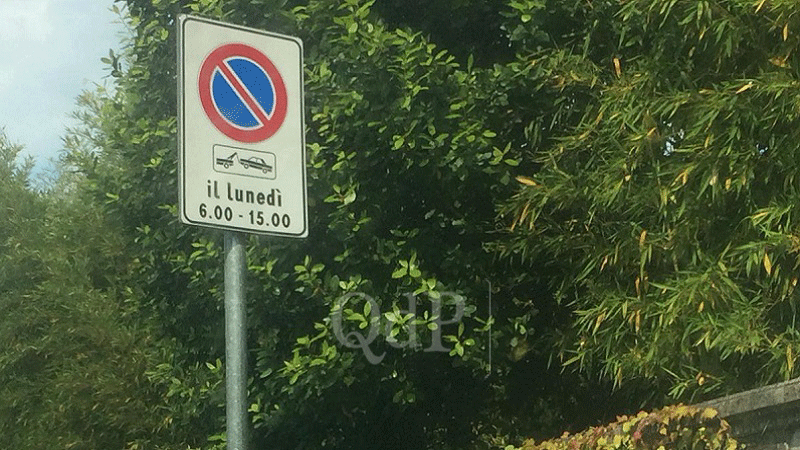 il lunedì
6.00 - 15.00
QdP